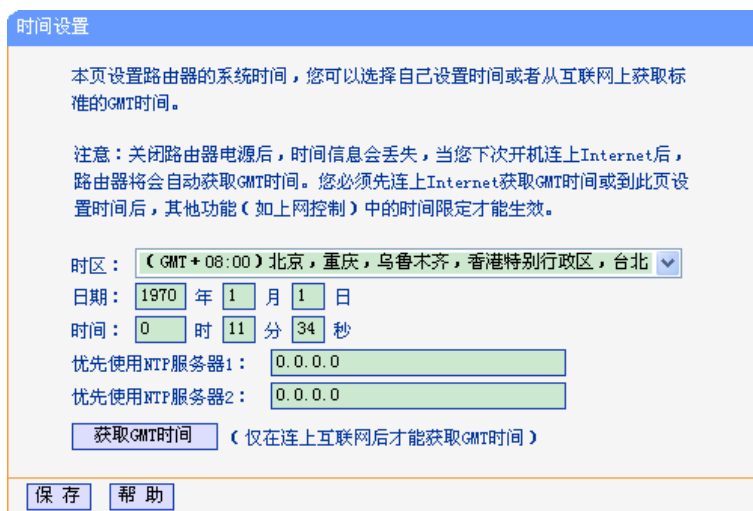 时间设置
本页设置路由器的系统时间，您可以选择自己设置时间或者从互联网上获取标
准的GMT时间。
注意：关闭路由器电源后，时间信息会丢失，当您下次开机连上Internet后，
路由器将会自动获取GMT时间。您必须先连上Internet获取GMT时间或到此页设
置时间后，其他功能（如上网控制）中的时间限定才能生效。
时区： （GMT+08:00）北京，重庆，乌鲁木齐，香港特别行政区，台北
日期： 1970 年 1 月 1 日
时间： 0 时 11 分 34 秒
优先使用NTP服务器1： 0.0.0.0
优先使用NTP服务器2： 0.0.0.0
获取GMT时间 （仅在连上互联网后才能获取GMT时间）
保 存 帮 助